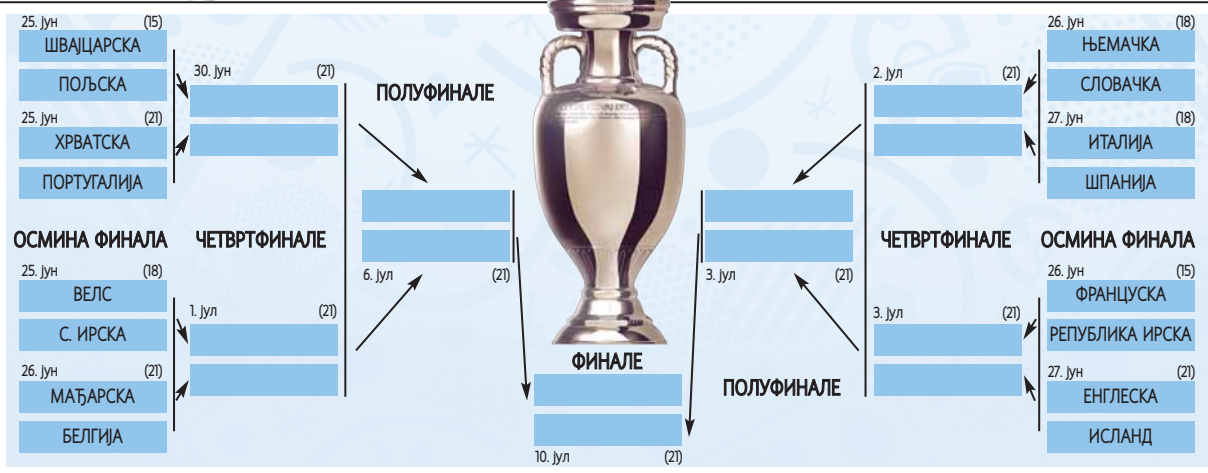 25. јун (15)
ШВАЈЦАРСКА
ПОЉСКА
25. јун (21)
ХРВАТСКА
ПОРТУГАЛИЈА
ОСМИНА ФИНАЛА
25. јун (18)
ВЕЛС
С. ИРСКА
26. јун (21)
МАЂАРСКА
БЕЛГИЈА
30. јун (21)
ЧЕТВРТФИНАЛЕ
1. јул (21)
ПОЛУФИНАЛЕ
6. јул (21)
ФИНАЛЕ
10. јул (21)
3. јул (21)
ПОЛУФИНАЛЕ
2. јул (21)
ЧЕТВРТФИНАЛЕ
3. јул (21)
26. јун (18)
ЊЕМАЧКА
СЛОВАЧКА
27. јун (18)
ИТАЛИЈА
ШПАНИЈА
ОСМИНА ФИНАЛА
26. јун (15)
ФРАНЦУСКА
РЕПУБЛИКА ИРСКА
27. јун (21)
ЕНГЛЕСКА
ИСЛАНД